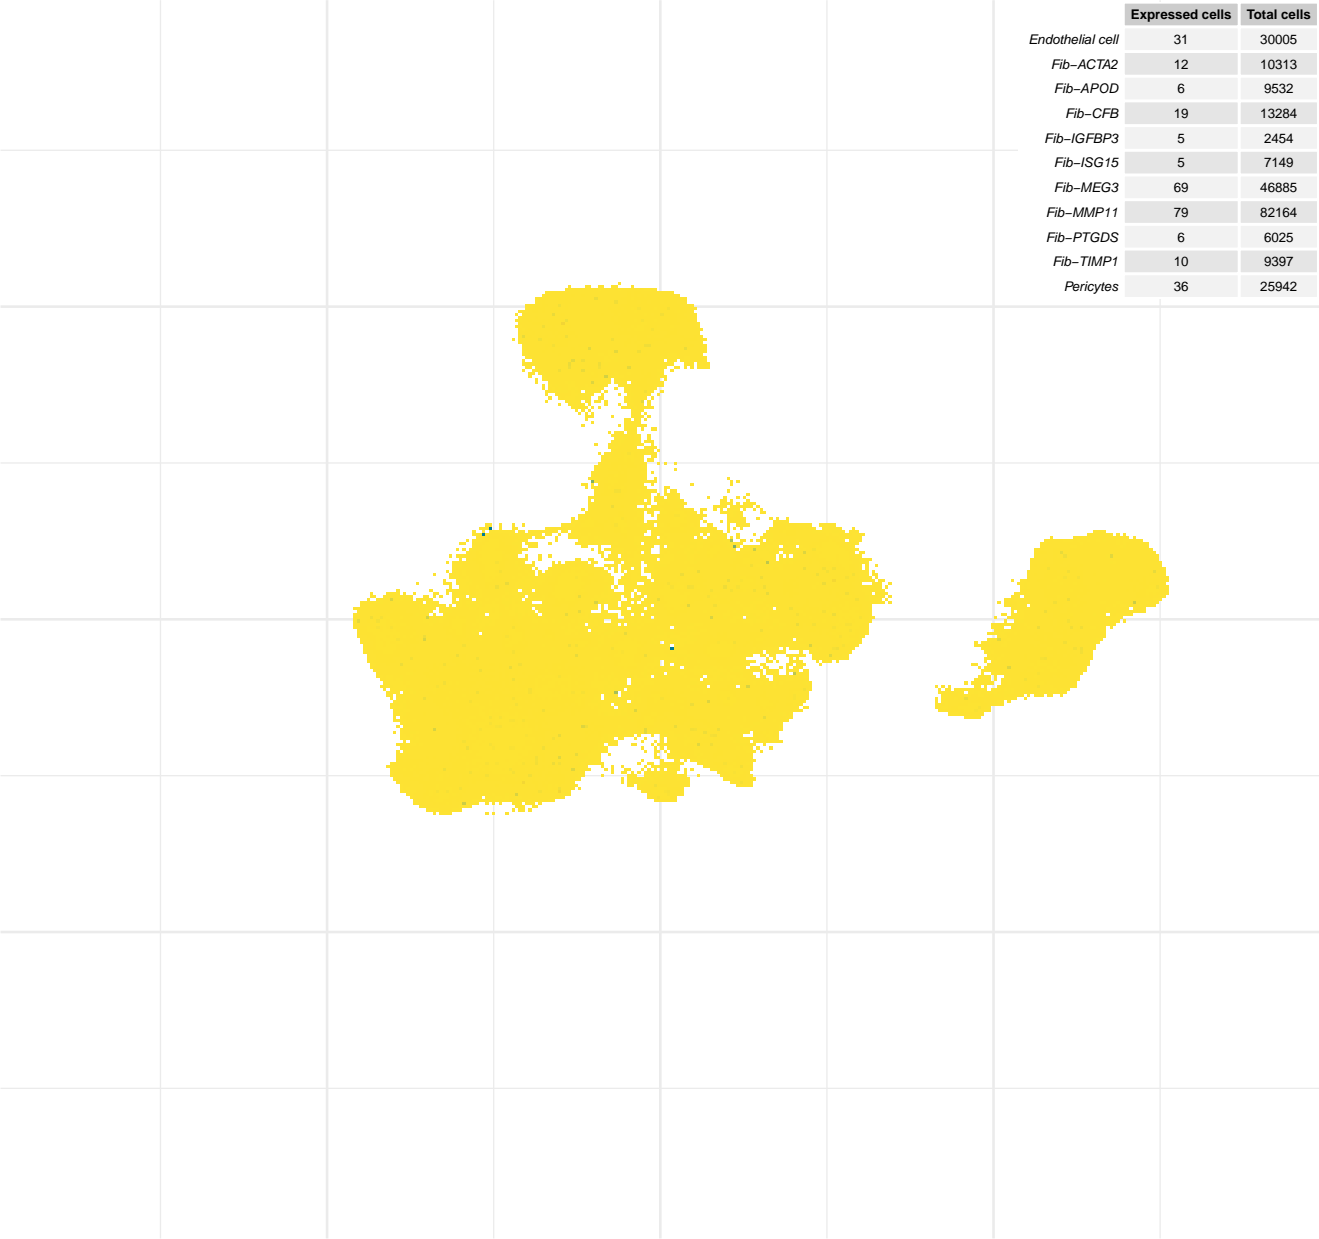 Expressed cells Total cells
Endothelial cell 31 30005
Fib−ACTA2 12 10313
Fib−APOD 6 9532
Fib−CFB 19 13284
Fib−IGFBP3 5 2454
Fib−ISG15 5 7149
Fib−MEG3 69 46885
Fib−MMP11 79 82164
Fib−PTGDS 6 6025
Fib−TIMP1 10 9397
Pericytes 36 25942